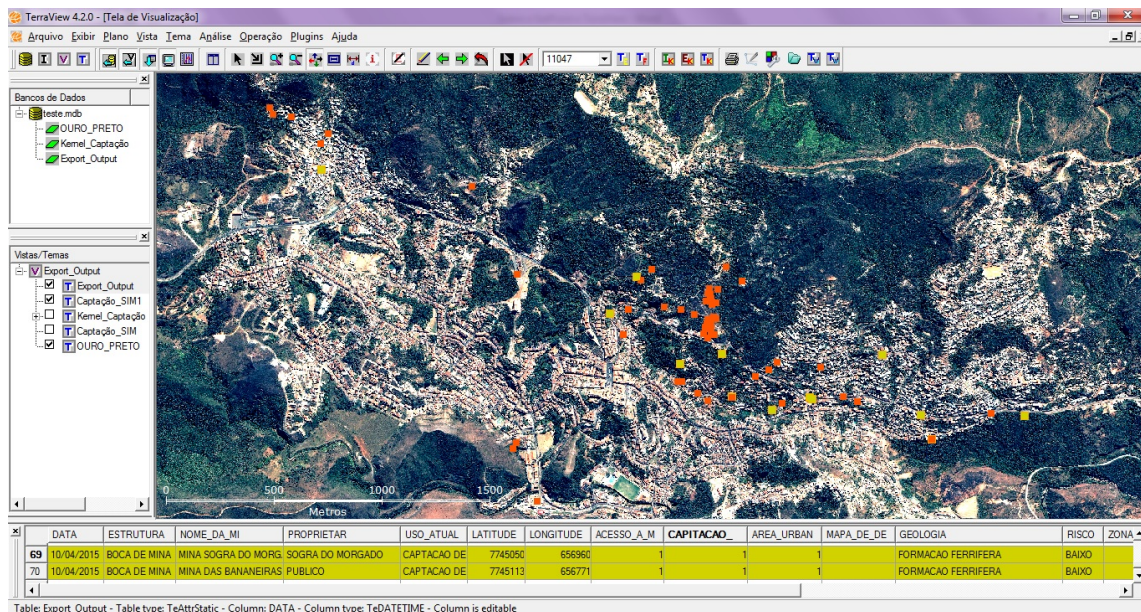 TerraView 4.2.0 - [Tela de Visualização]
Arquivo Exibir Plano Vista Tema Análise Operação Plugins Ajuda
11047
Bancos de Dados
teste.mdb
OURO_PRETO
Kernel_Captação
Export_Output
Vistas/Temas
Export_Output
Export_Output
Captação_SIM1
Kernel_Captação
Captação_SIM
OURO_PRETO
0 500 1000 1500
Metros
DATA ESTRUTURA NOME_DA_MI PROPRIETAR USO_ATUAL LATITUDE LONGITUDE ACESSO_A_M CAPITACAO_ AREA_URBAN MAPA_DE_DE GEOLOGIA RISCO ZONA
69 10/04/2015 BOCA DE MINA MINA SOGRA DO MORG. SOGRA DO MORGADO CAPTACAO DE 7745050 656960 1 1 1 FORMACAO FERRIFERA BAIXO
70 10/04/2015 BOCA DE MINA MINA DAS BANANEIRAS PUBLICO CAPTACAO DE 7745113 656771 1 1 1 FORMACAO FERRIFERA BAIXO
Table: Export_Output - Table type: TeAttrStatic - Column: DATA - Column type: TeDATETIME - Column is editable